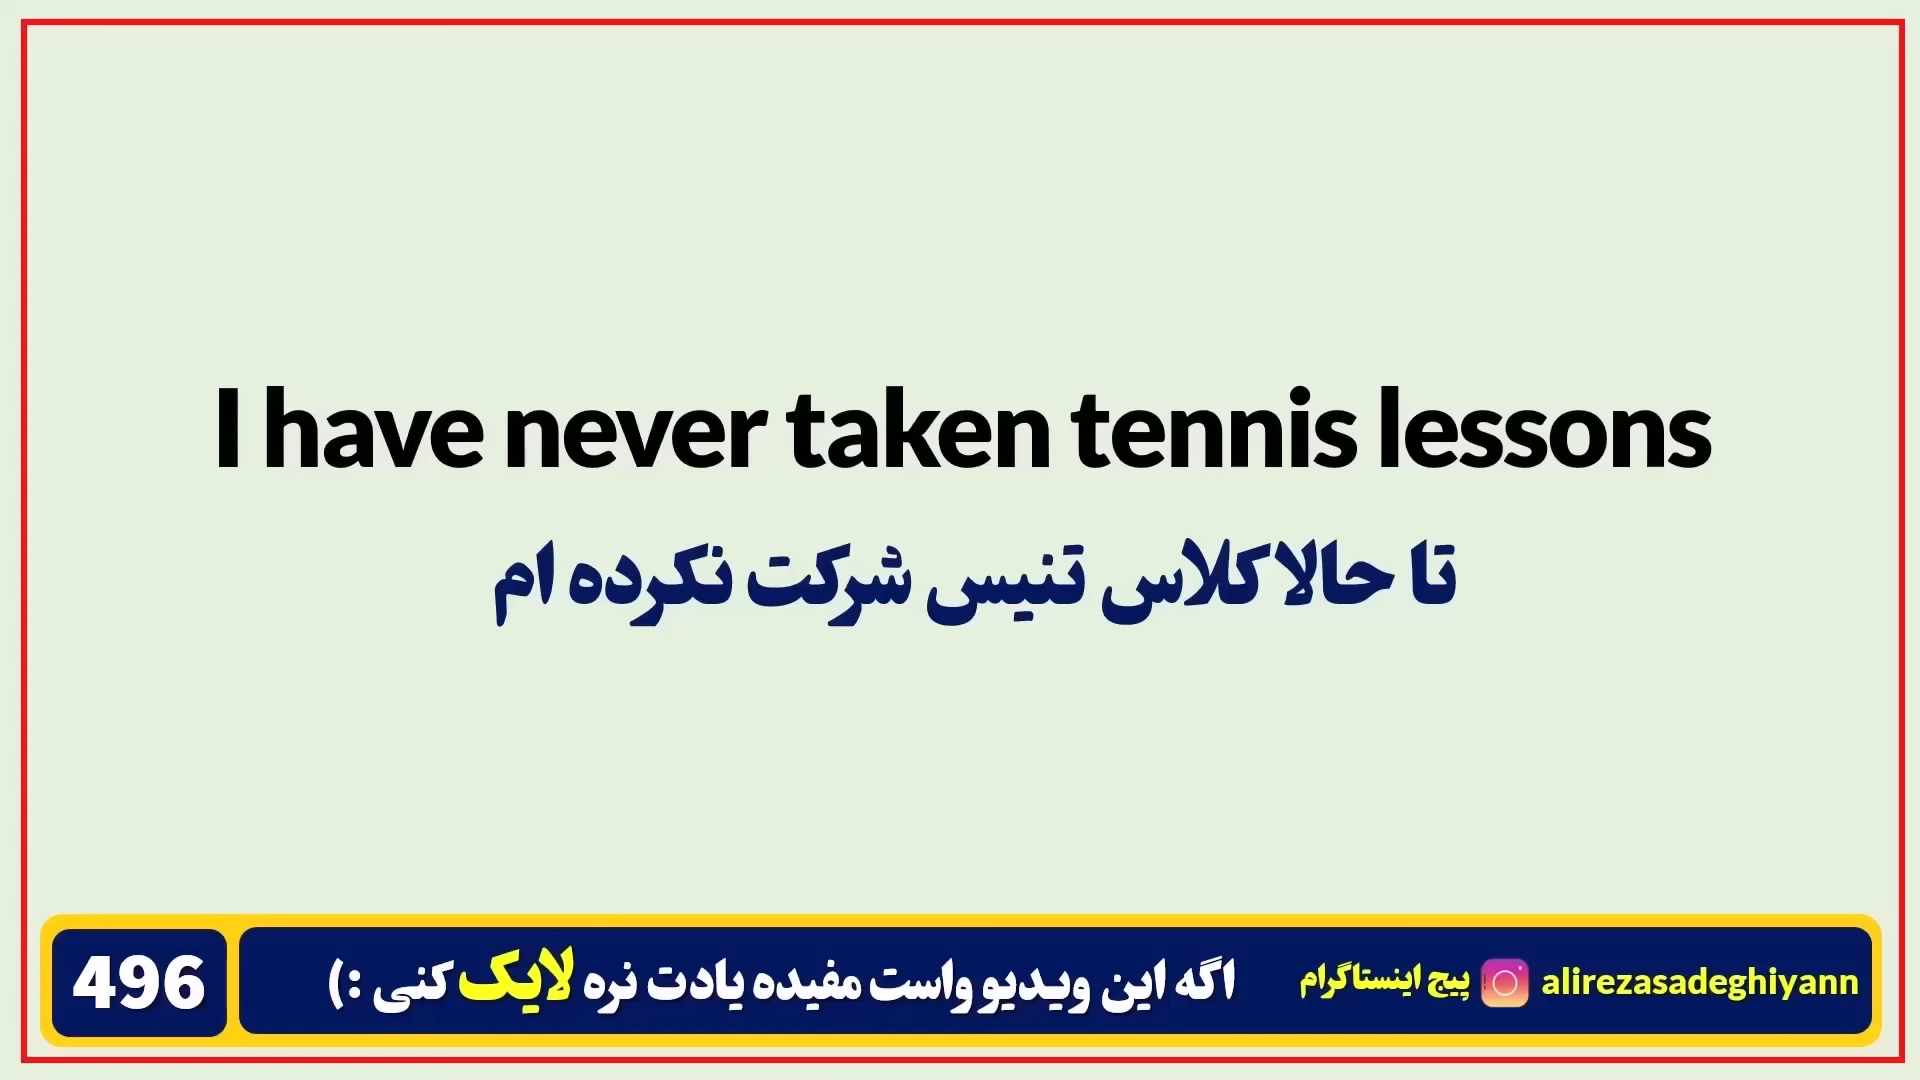 I have never taken tennis lessons
تا حالا کلاس تنیس شرکت نکرده ام
496
اگه این ویدیو واست مفیده یادت نره لایک کنی :)
پیج اینستاگرام
alirezasadeghiyann